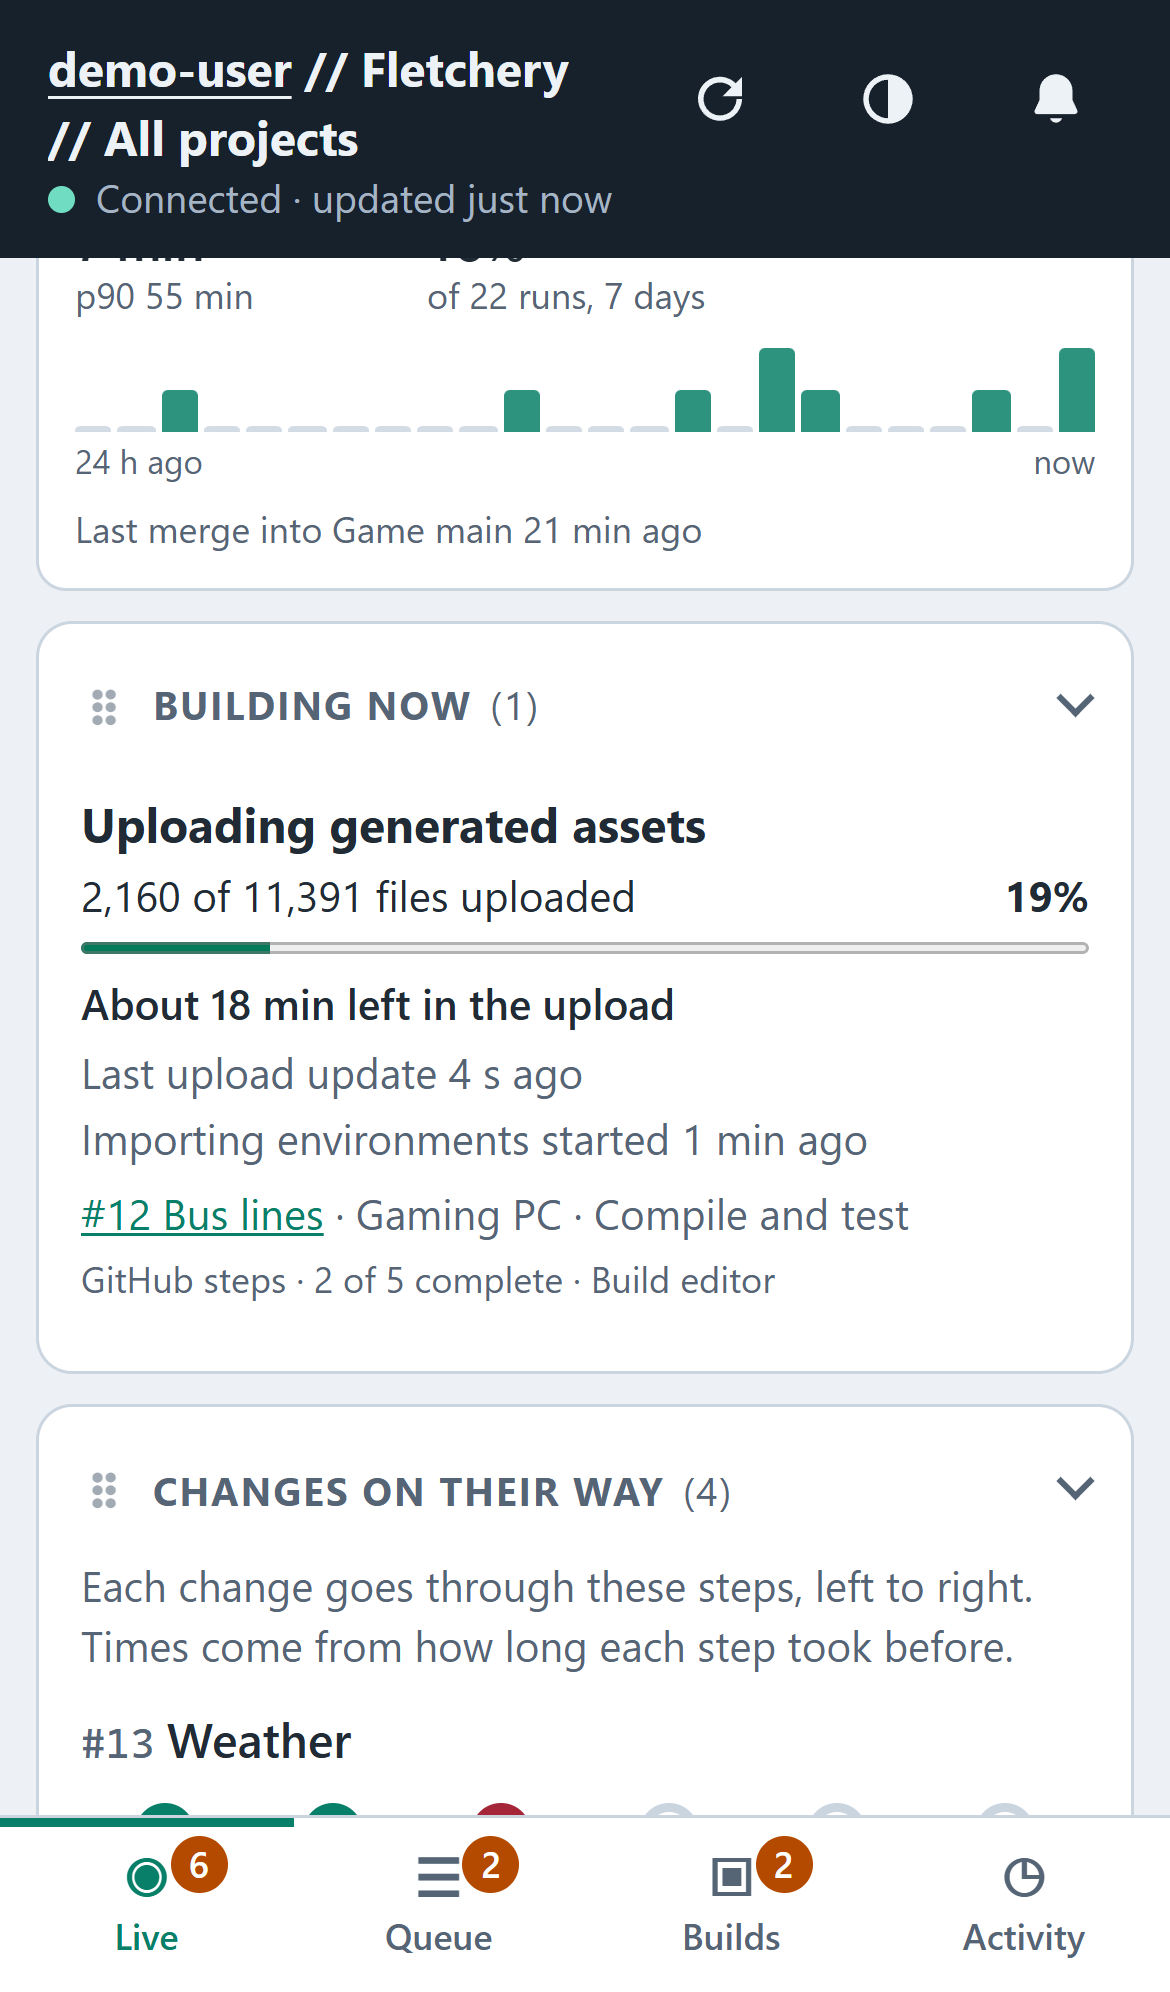 demo-user // Fletchery
// All projects
Connected · updated just now
p90 55 min
of 22 runs, 7 days
24 h ago
now
Last merge into Game main 21 min ago
BUILDING NOW (1)
Uploading generated assets
2,160 of 11,391 files uploaded 19%
About 18 min left in the upload
Last upload update 4 s ago
Importing environments started 1 min ago
#12 Bus lines · Gaming PC · Compile and test
GitHub steps · 2 of 5 complete · Build editor
CHANGES ON THEIR WAY (4)
Each change goes through these steps, left to right.
Times come from how long each step took before.
#13 Weather
6
Live
2
Queue
2
Builds
Activity